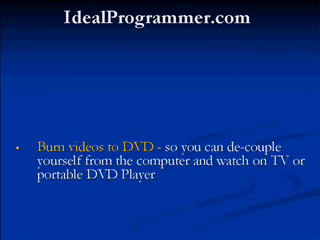 IdealProgrammer.com
• Burn videos to DVD - so you can de-couple
yourself from the computer and watch on TV or
portable DVD Player